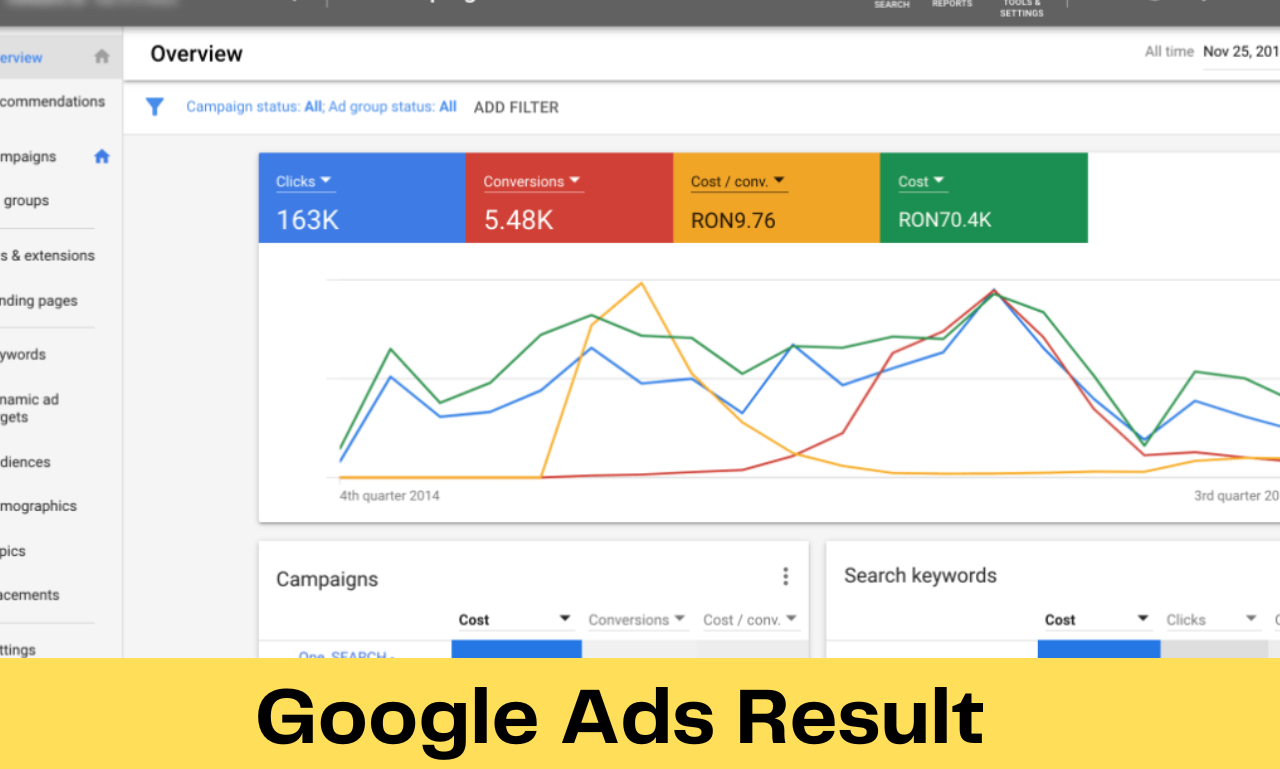 SEARCH
REPORTS
TOOLS &
SETTINGS
erview
Overview
All time Nov 25, 201
commendations
Campaign status: All; Ad group status: All ADD FILTER
mpaigns
groups
s & extensions
nding pages
ywords
namic ad
gets
diences
mographics
pics
acements
ttings
Clicks
163K
Conversions
5.48K
Cost / conv.
RON9.76
Cost
RON70.4K
4th quarter 2014
3rd quarter 20
Campaigns
Cost Conversions Cost / conv.
One_SEARCH -
Search keywords
Cost Clicks
Google Ads Result